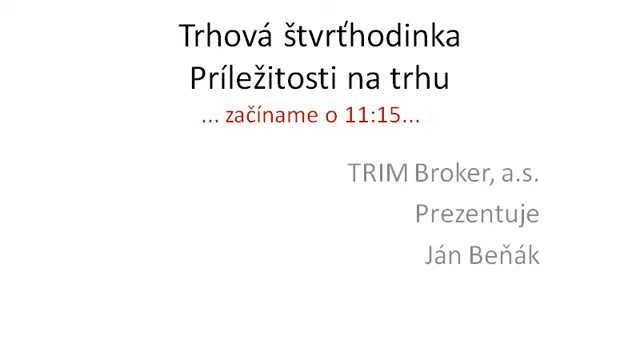 Trhová štvrťhodinka
Príležitosti na trhu
... začíname o 11:15...
TRIM Broker, a.s.
Prezentuje
Ján Beňák